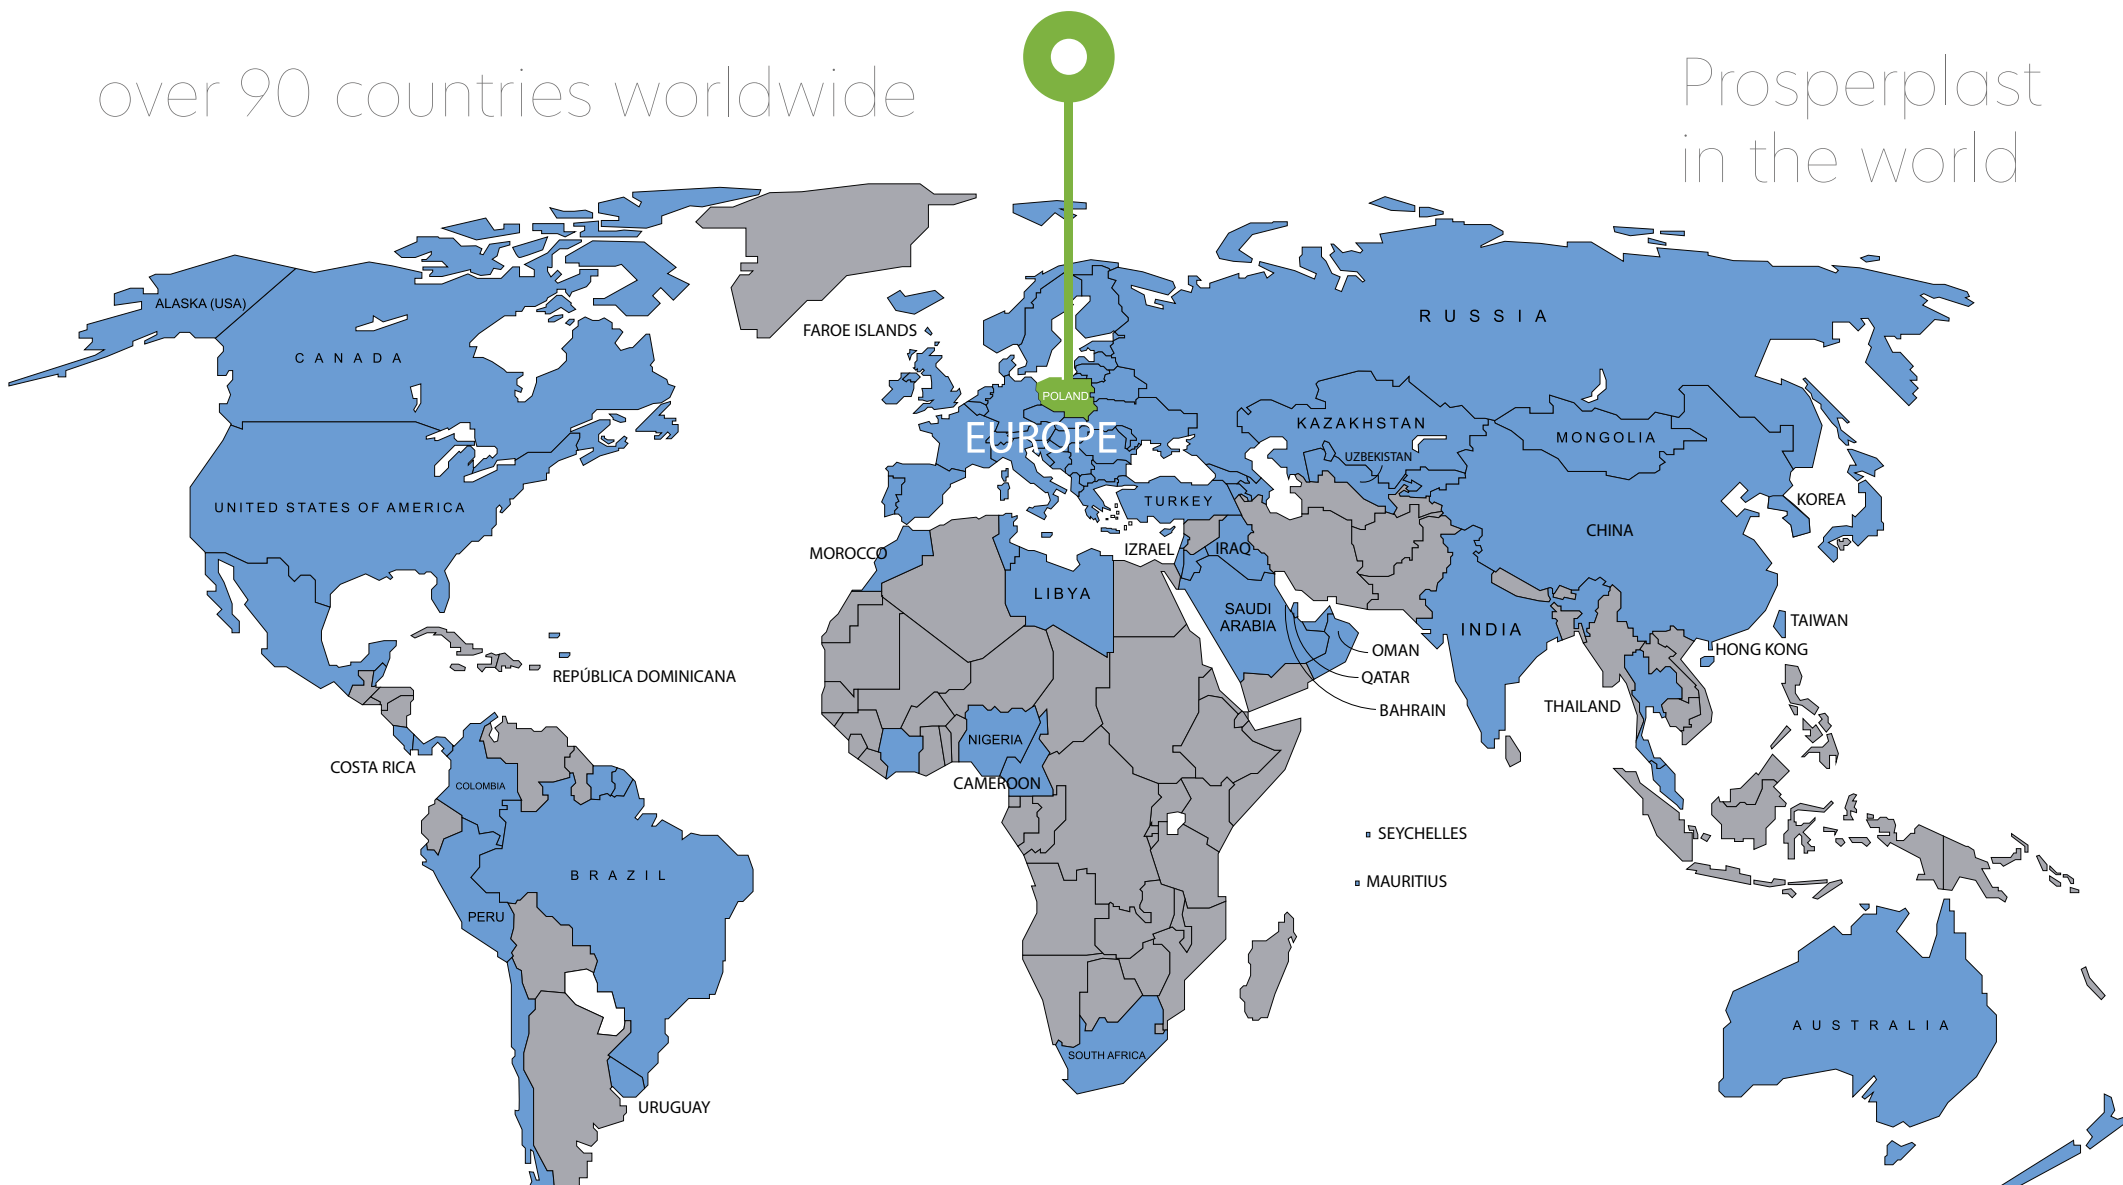 over 90 countries worldwide
Prosperplast
in the world
ALASKA (USA)
CANADA
UNITED STATES OF AMERICA
FAROE ISLANDS
RUSSIA
POLAND
EUROPE
KAZAKHSTAN
UZBEKISTAN
MONGOLIA
TURKEY
KOREA
CHINA
MOROCCO
IZRAEL
IRAQ
LIBYA
SAUDI
ARABIA
INDIA
TAIWAN
HONG KONG
OMAN
QATAR
BAHRAIN
THAILAND
REPÚBLICA DOMINICANA
COSTA RICA
COLOMBIA
NIGERIA
CAMEROON
SEYCHELLES
MAURITIUS
BRAZIL
PERU
AUSTRALIA
SOUTH AFRICA
URUGUAY